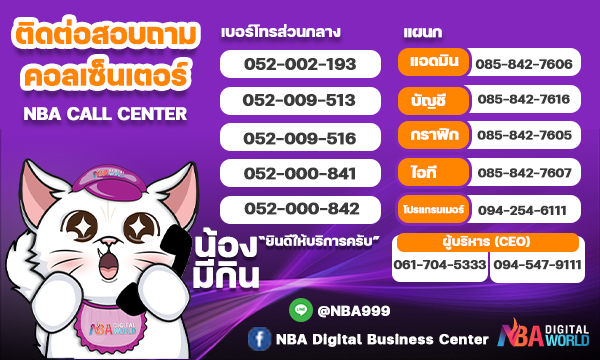 ติดต่อสอบถาม
คอลเซ็นเตอร์
NBA CALL CENTER
เบอร์โทรส่วนกลาง
052-002-193
052-009-513
052-009-516
052-000-841
052-000-842
แผนก
แอดมิน 085-842-7606
บัญชี 085-842-7616
กราฟิก 085-842-7605
ไอที 085-842-7607
โปรแกรมเมอร์ 094-254-6111
ผู้บริหาร (CEO)
061-704-5333 094-547-9111
NBA DIGITAL WORLD
NBA DIGITAL
WORLD
น้อง
มีกิน
“ยินดีให้บริการครับ”
LINE @NBA999
f NBA Digital Business Center
NBA DIGITAL
WORLD